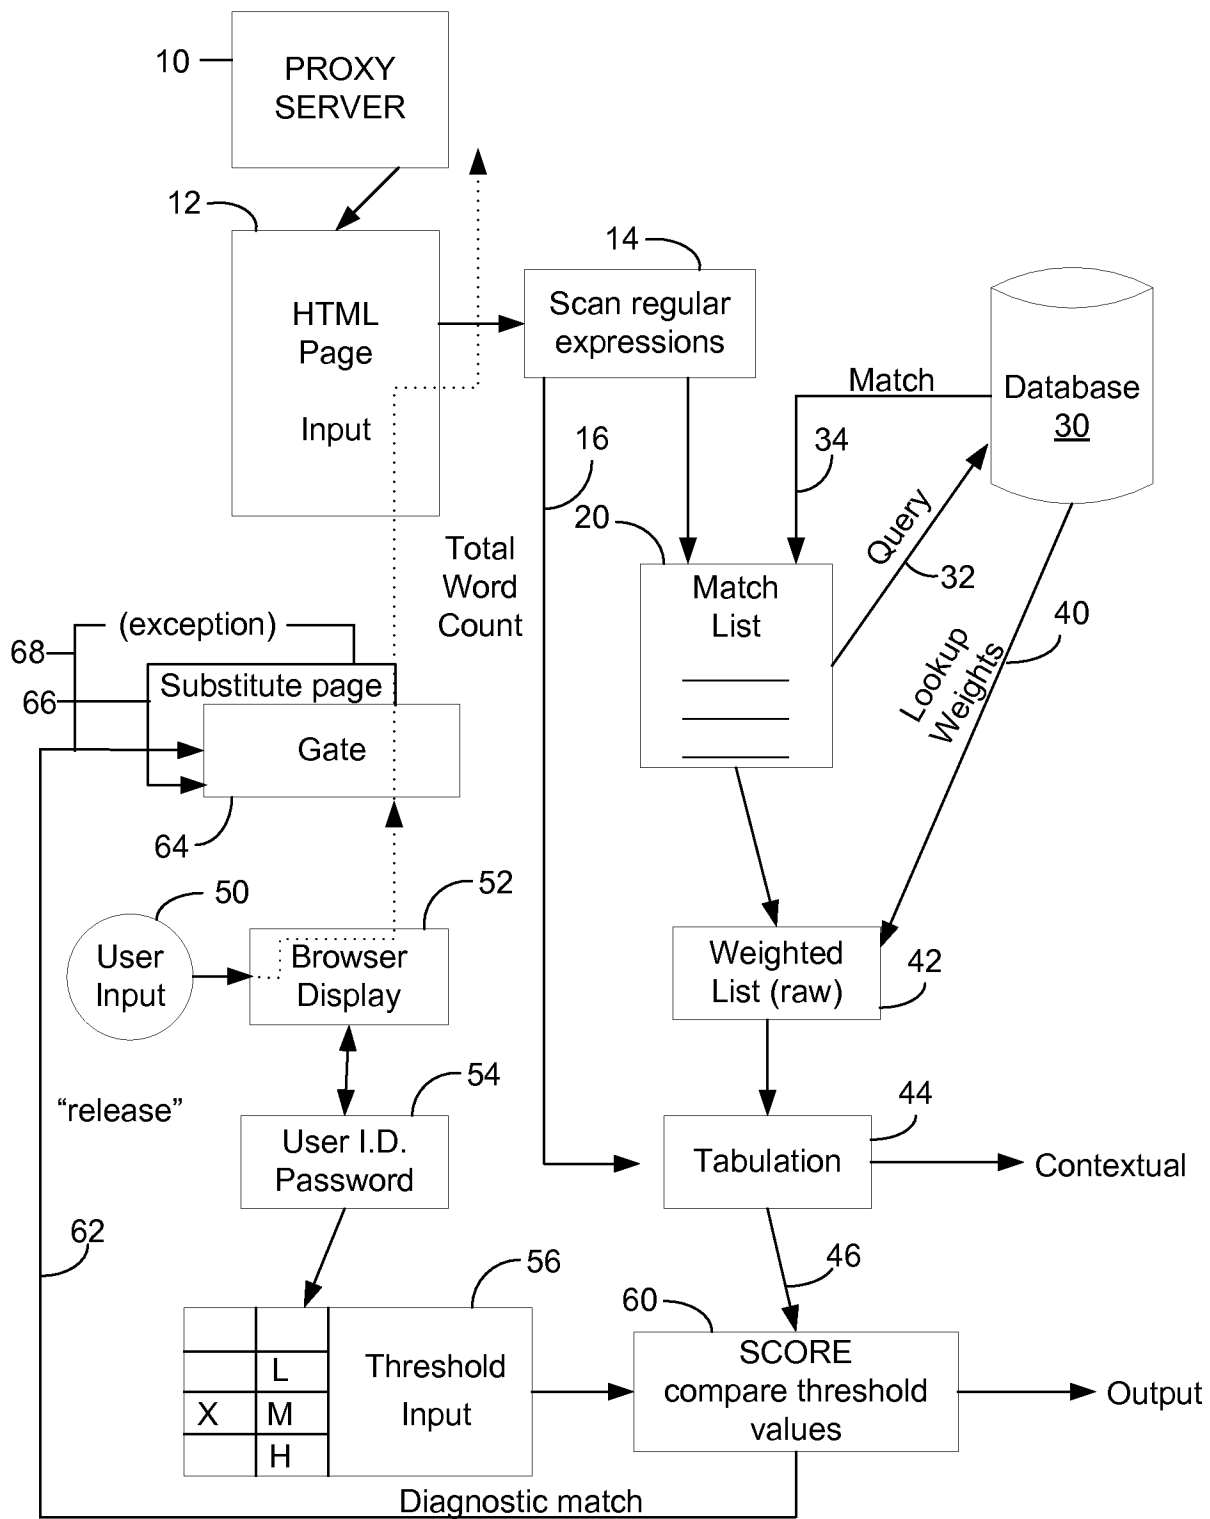 10
PROXY
SERVER
12
HTML
Page
Input
14
Scan regular
expressions
Match
Database
30
16
34
20
Query
32
Total
Word
Count
Match
List
40
Lookup
Weights
(exception)
68
66
Substitute page
Gate
64
50
52
User
Input
Browser
Display
Weighted
List (raw)
42
54
“release”
User I.D.
Password
44
Tabulation
Contextual
62
56
46
60
L
X M
H
Threshold
Input
SCORE
compare threshold
values
Output
Diagnostic match